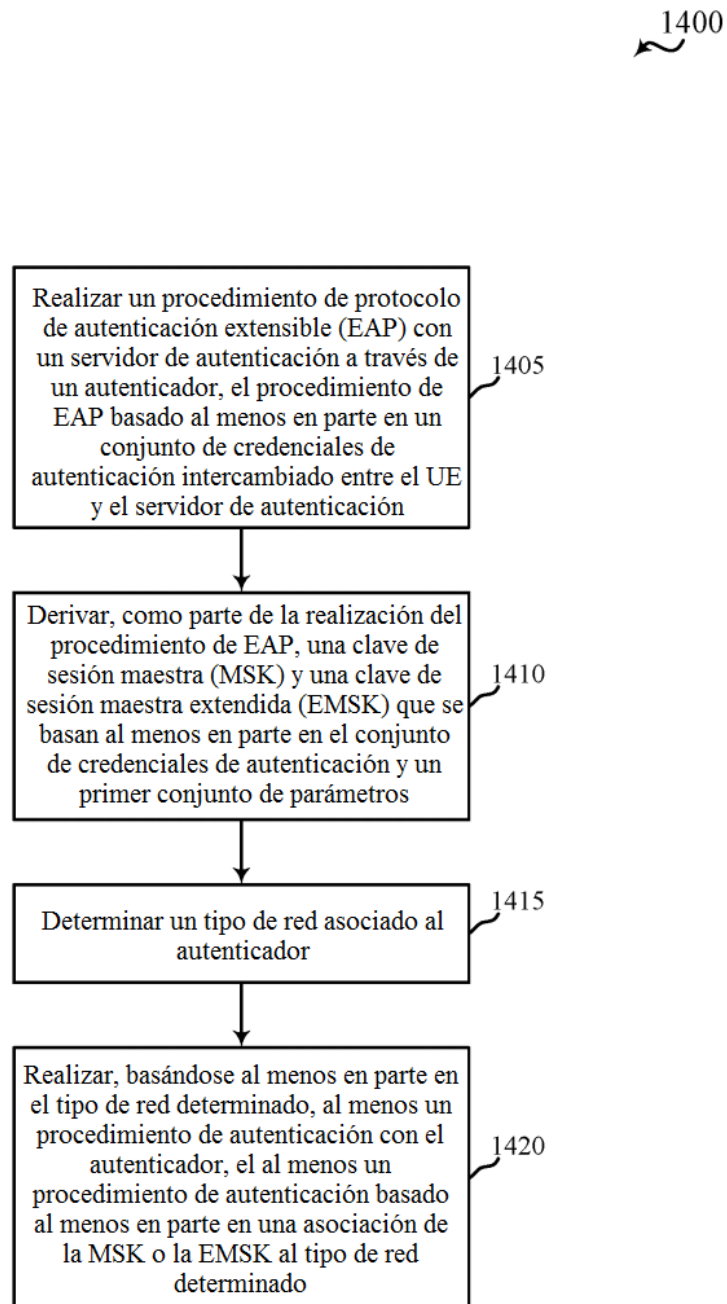 1400
Realizar un procedimiento de protocolo
de autenticación extensible (EAP) con
un servidor de autenticación a través de
un autenticador, el procedimiento de
EAP basado al menos en parte en un
conjunto de credenciales de
autenticación intercambiado entre el UE
y el servidor de autenticación
1405
Derivar, como parte de la realización del
procedimiento de EAP, una clave de
sesión maestra (MSK) y una clave de
sesión maestra extendida (EMSK) que se
basan al menos en parte en el conjunto
de credenciales de autenticación y un
primer conjunto de parámetros
1410
Determinar un tipo de red asociado al
autenticador
1415
Realizar, basándose al menos en parte en
el tipo de red determinado, al menos un
procedimiento de autenticación con el
autenticador, el al menos un
procedimiento de autenticación basado
al menos en parte en una asociación de
la MSK o la EMSK al tipo de red
determinado
1420